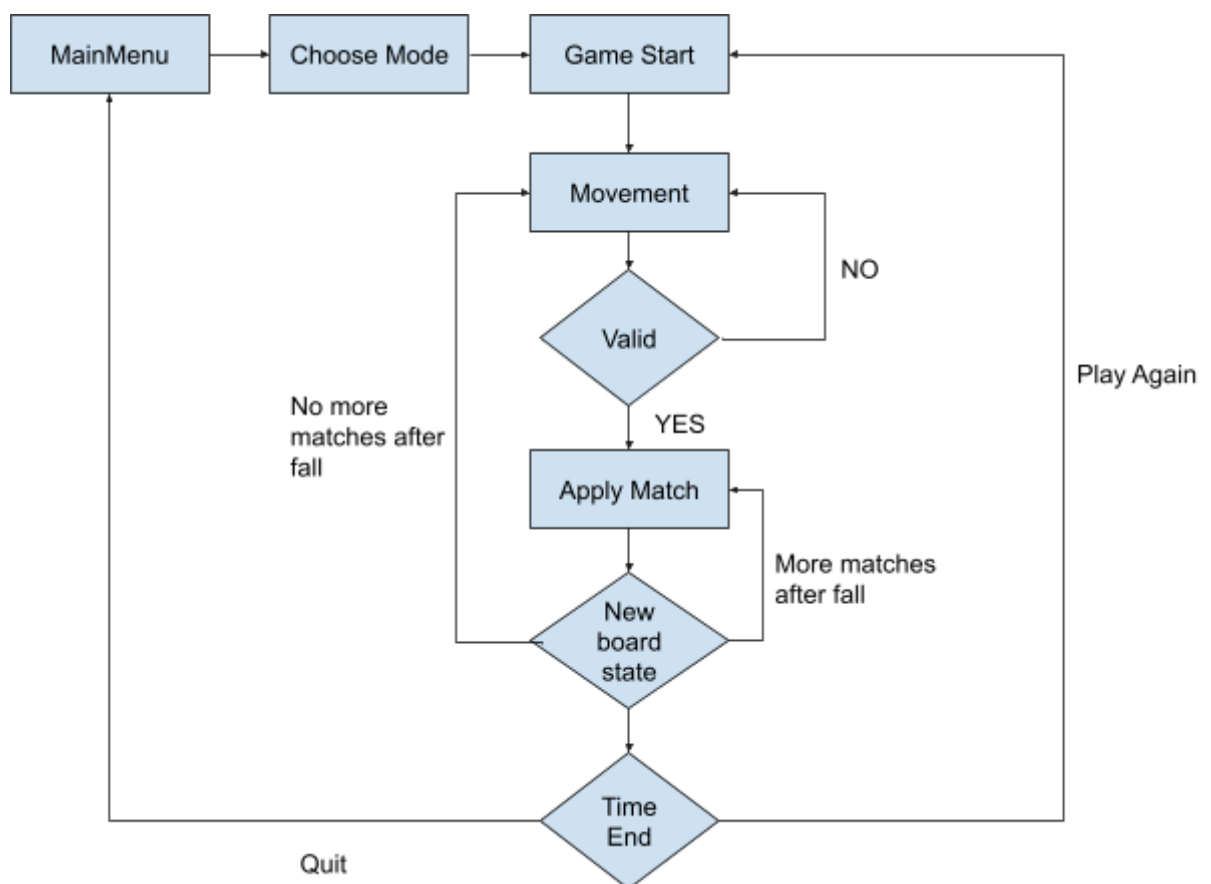 MainMenu
Choose Mode
Game Start
Movement
NO
Valid
Play Again
No more
matches after
fall
YES
Apply Match
More matches
after fall
New
board
state
Time
End
Quit